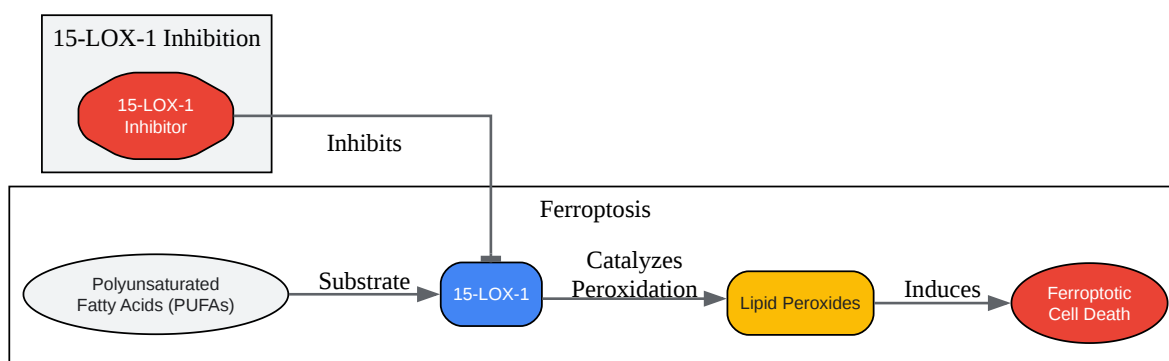 15-LOX-1 Inhibition
15-LOX-1
Inhibitor
Inhibits
Ferroptosis
Polyunsaturated
Fatty Acids (PUFAs)
Substrate
15-LOX-1
Catalyzes
Peroxidation
Lipid Peroxides
Induces
Ferroptotic
Cell Death